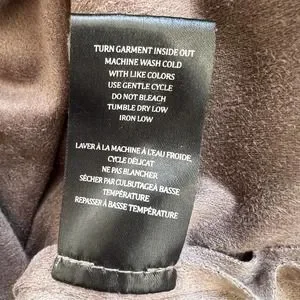 TURN GARMENT INSIDE OUT
MACHINE WASH COLD
WITH LIKE COLORS
USE GENTLE CYCLE
DO NOT BLEACH
TUMBLE DRY LOW
IRON LOW
LAVER À LA MACHINE À L'EAU FROIDE,
CYCLE DÉLICAT
NE PAS BLANCHER
SÉCHER PAR CULBUTAGEÀ BASSE
TEMPÉRATURE
REPASSER À BASSE TEMPÉRATURE